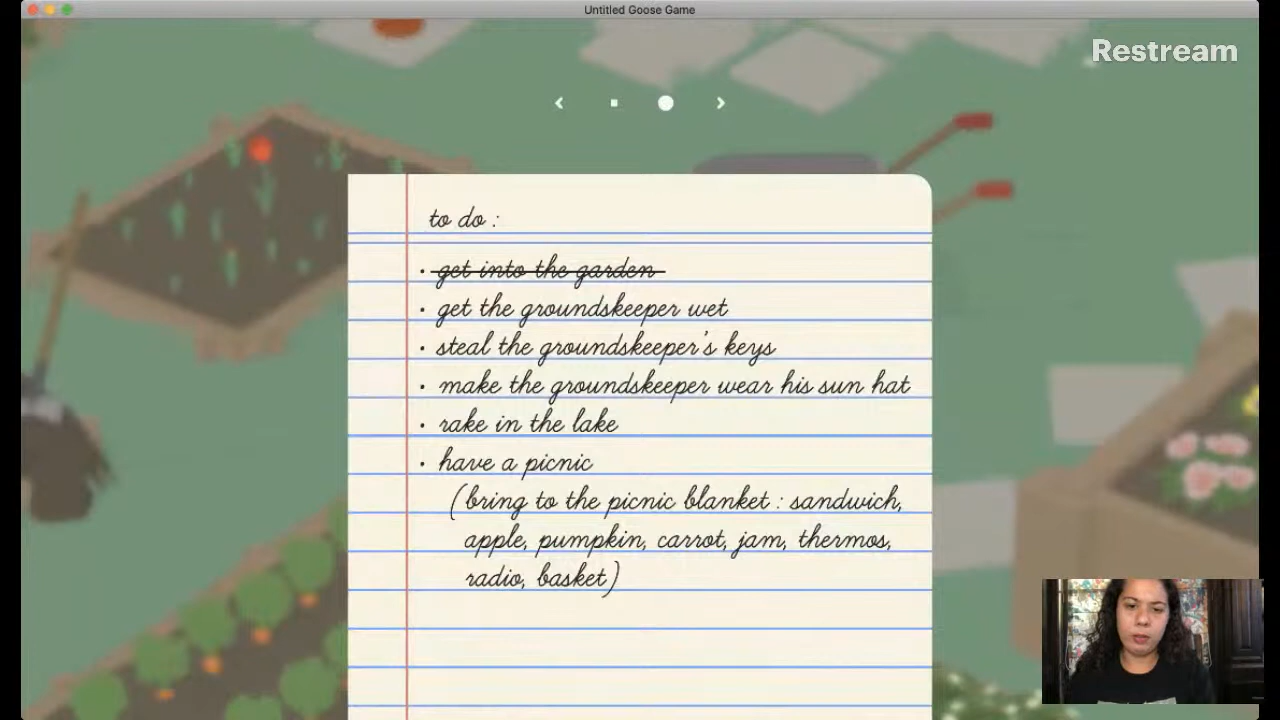 Untitled Goose Game
Restream
to do :
• get into the garden
• get the groundskeeper wet
• steal the groundskeeper's keys
• make the groundskeeper wear his sun hat
• rake in the lake
• have a picnic
(bring to the picnic blanket : sandwich,
apple, pumpkin, carrot, jam, thermos,
radio, basket)